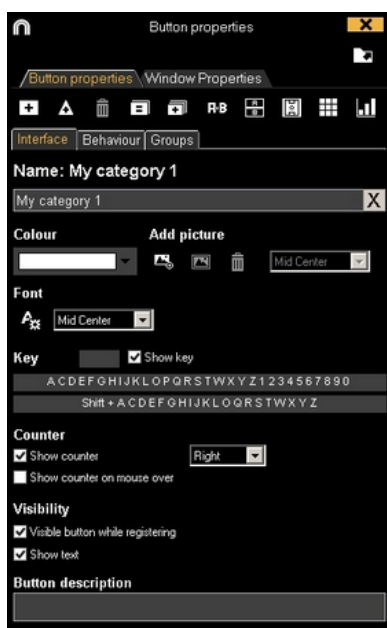 Button properties
X
Button properties Window Properties
A·B
Interface Behaviour Groups
Name: My category 1
My category 1 X
Colour Add picture
Mid Center
Font
Mid Center
Key Show key
A C D E F G H I J K L O P Q R S T W X Y Z 1 2 3 4 5 6 7 8 9 0
Shift + A C D E F G H I J K L O Q R S T W X Y Z
Counter
Show counter Right
Show counter on mouse over
Visibility
Visible button while registering
Show text
Button description